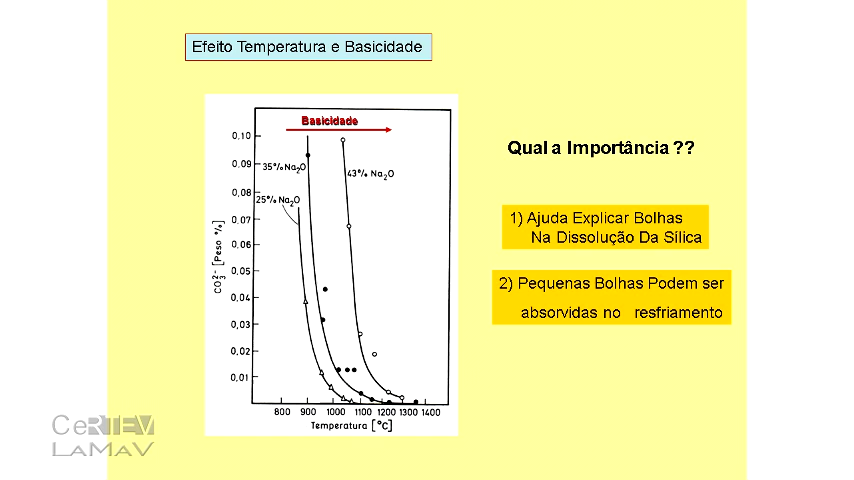 Efeito Temperatura e Basicidade
Basicidade
0,10
0,09
0,08
0,07
0,06
0,05
0,04
0,03
0,02
0,01
35% Na₂O
43% Na₂O
25% Na₂O
CO₃²⁻ [Peso %]
800 900 1000 1100 1200 1300 1400
Temperatura [°C]
Qual a Importância ??
1) Ajuda Explicar Bolhas
Na Dissolução Da Sílica
2) Pequenas Bolhas Podem ser
absorvidas no resfriamento
CeRTEV
LaMaV